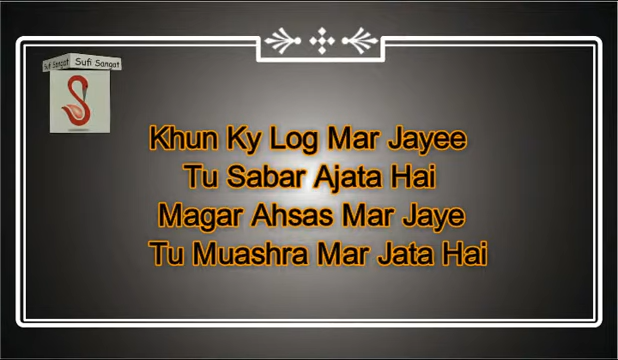 Sufi Sangat
Sufi Sangat
Khun Ky Log Mar Jayee
Tu Sabar Ajata Hai
Magar Ahsas Mar Jaye
Tu Muashra Mar Jata Hai